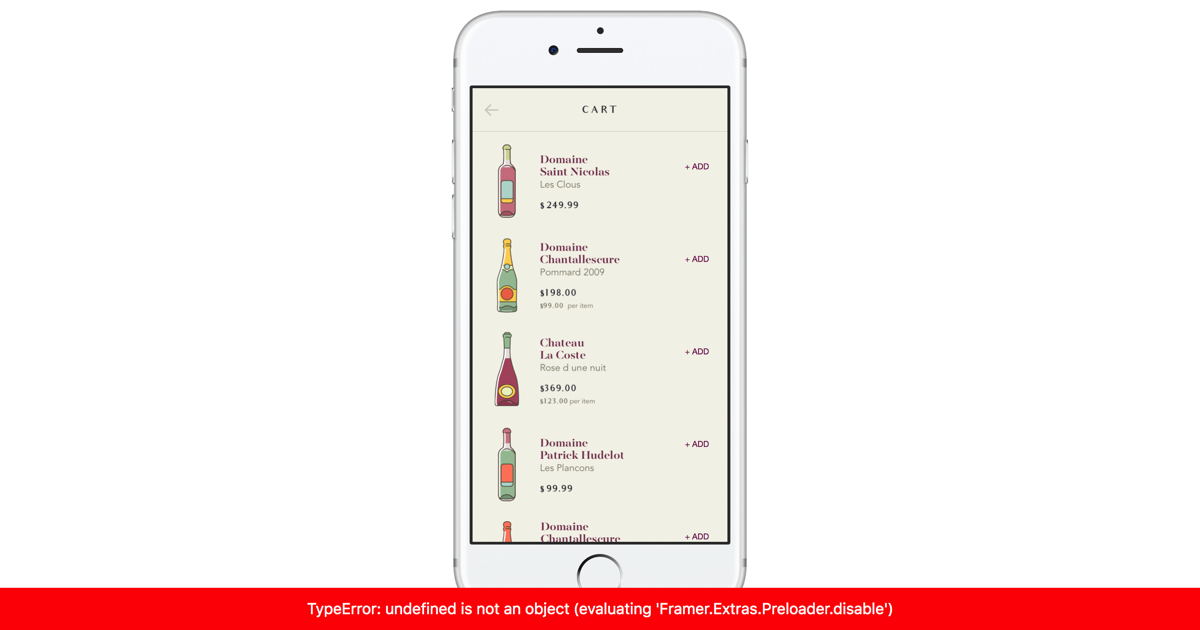 CART
Domaine
Saint Nicolas
Les Clous
$ 249.99
+ ADD
Domaine
Chantallescure
Pommard 2009
$198.00
$99.00 per item
+ ADD
Chateau
La Coste
Rose d une nuit
$369.00
$123.00 per item
+ ADD
Domaine
Patrick Hudelot
Les Plancons
$ 99.99
+ ADD
Domaine
Chantallescure
+ ADD
TypeError: undefined is not an object (evaluating 'Framer.Extras.Preloader.disable')